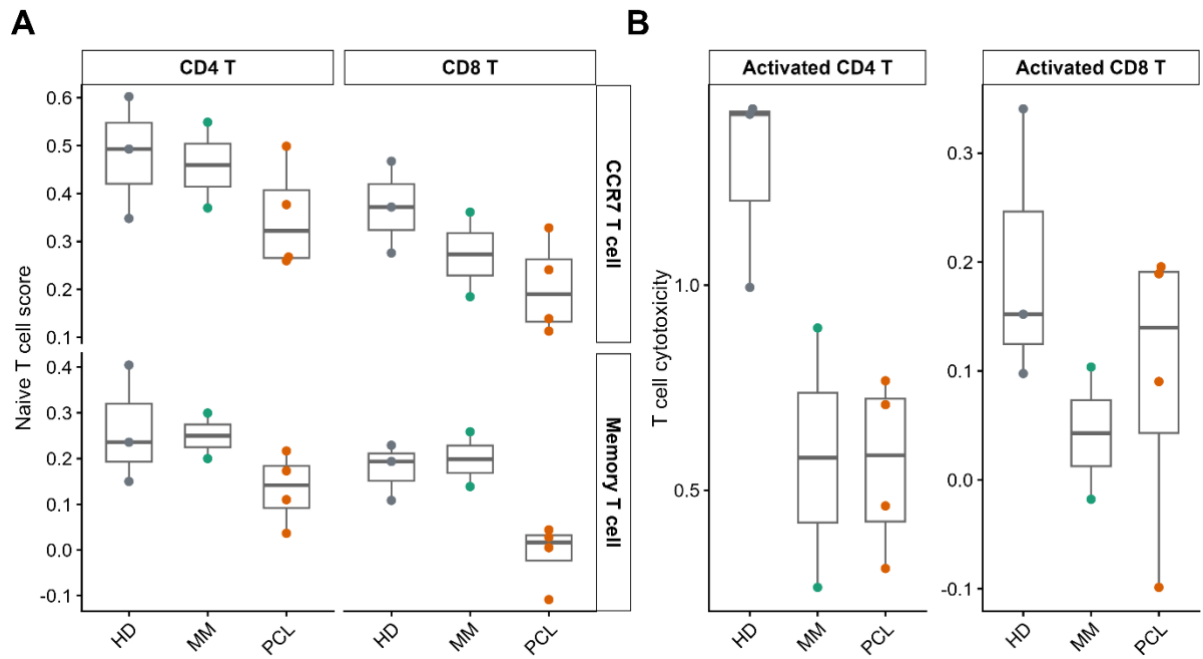 A
B
CD4 T
CD8 T
Activated CD4 T
Activated CD8 T
Naive T cell score
0.6
0.5
0.4
0.3
0.2
0.1
0.4
0.3
0.2
0.1
0.0
-0.1
CCR7 T cell
Memory T cell
HD
MM
PCL
HD
MM
PCL
T cell cytotoxicity
1.0
0.5
HD
MM
PCL
0.3
0.2
0.1
0.0
-0.1
HD
MM
PCL